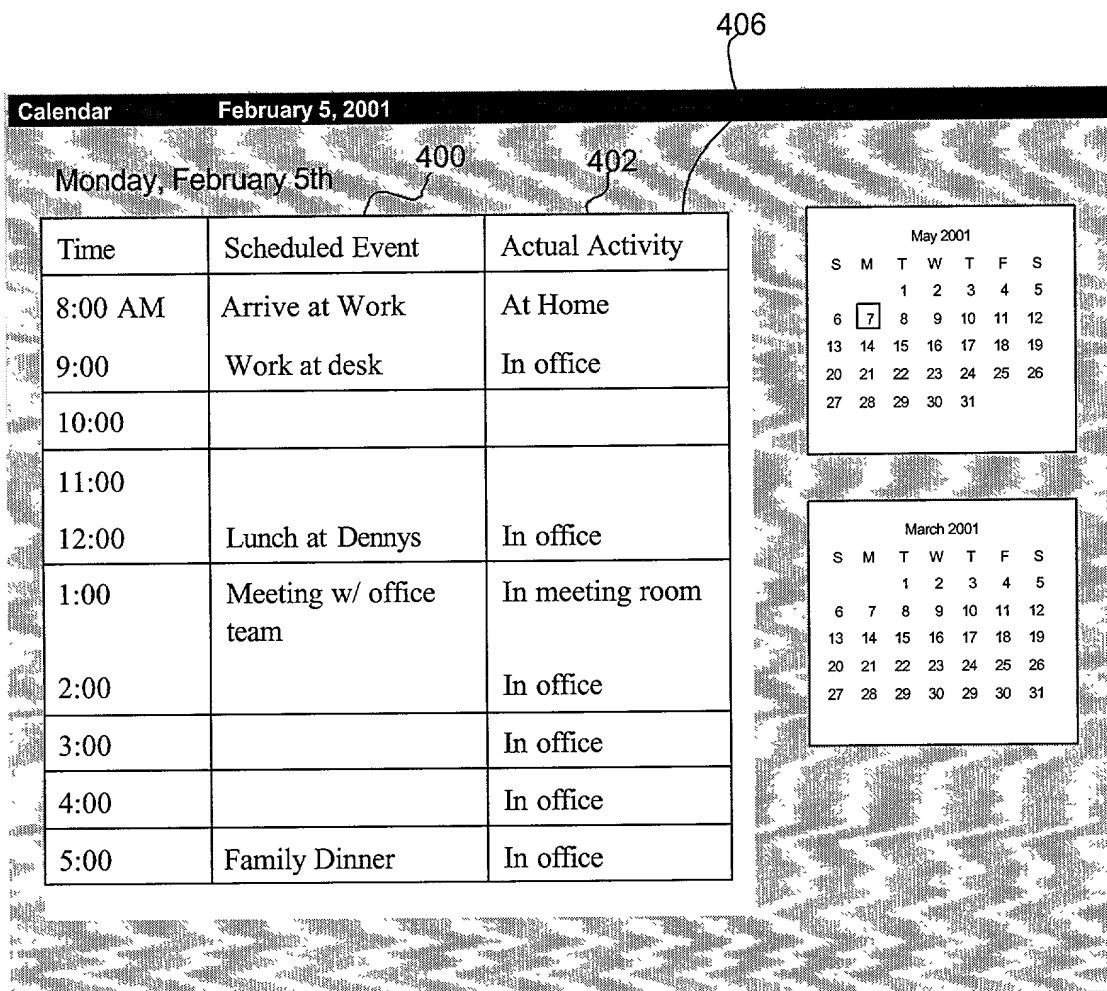 406
Calendar February 5, 2001
400 402
Monday, February 5th
Time Scheduled Event Actual Activity
8:00 AM Arrive at Work At Home
9:00 Work at desk In office
10:00
11:00
12:00 Lunch at Dennys In office
1:00 Meeting w/ office In meeting room
team
2:00 In office
3:00 In office
4:00 In office
5:00 Family Dinner In office
May 2001
S M T W T F S
1 2 3 4 5
6 7 8 9 10 11 12
13 14 15 16 17 18 19
20 21 22 23 24 25 26
27 28 29 30 31
March 2001
S M T W T F S
1 2 3 4 5
6 7 8 9 10 11 12
13 14 15 16 17 18 19
20 21 22 23 24 25 26
27 28 29 30 29 30 31